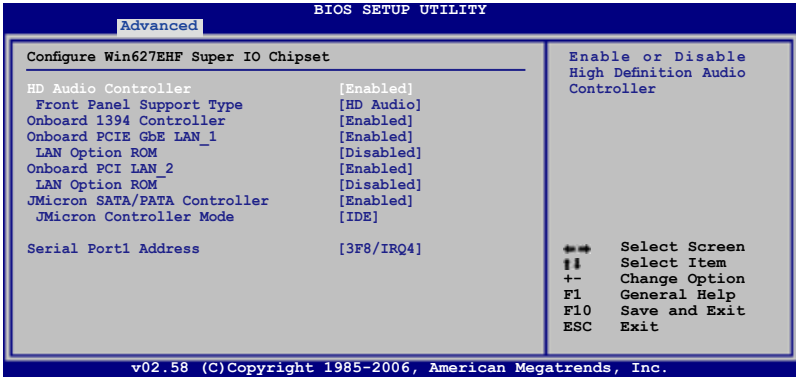 BIOS SETUP UTILITY
Advanced
Configure Win627EHF Super IO Chipset
HD Audio Controller [Enabled]
Front Panel Support Type [HD Audio]
Onboard 1394 Controller [Enabled]
Onboard PCIE GbE LAN_1 [Enabled]
LAN Option ROM [Disabled]
Onboard PCI LAN_2 [Enabled]
LAN Option ROM [Disabled]
JMicron SATA/PATA Controller [Enabled]
JMicron Controller Mode [IDE]
Serial Port1 Address [3F8/IRQ4]
Enable or Disable
High Definition Audio
Controller
←→ Select Screen
↑↓ Select Item
+- Change Option
F1 General Help
F10 Save and Exit
ESC Exit
v02.58 (C)Copyright 1985-2006, American Megatrends, Inc.